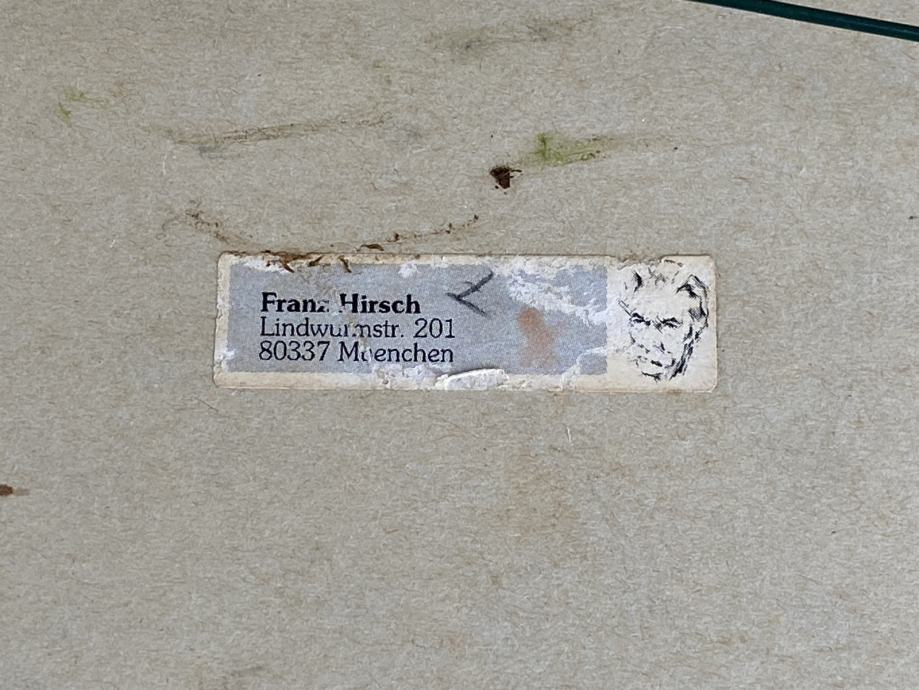 Franz Hirsch
Lindwurmstr. 201
80337 Muenchen